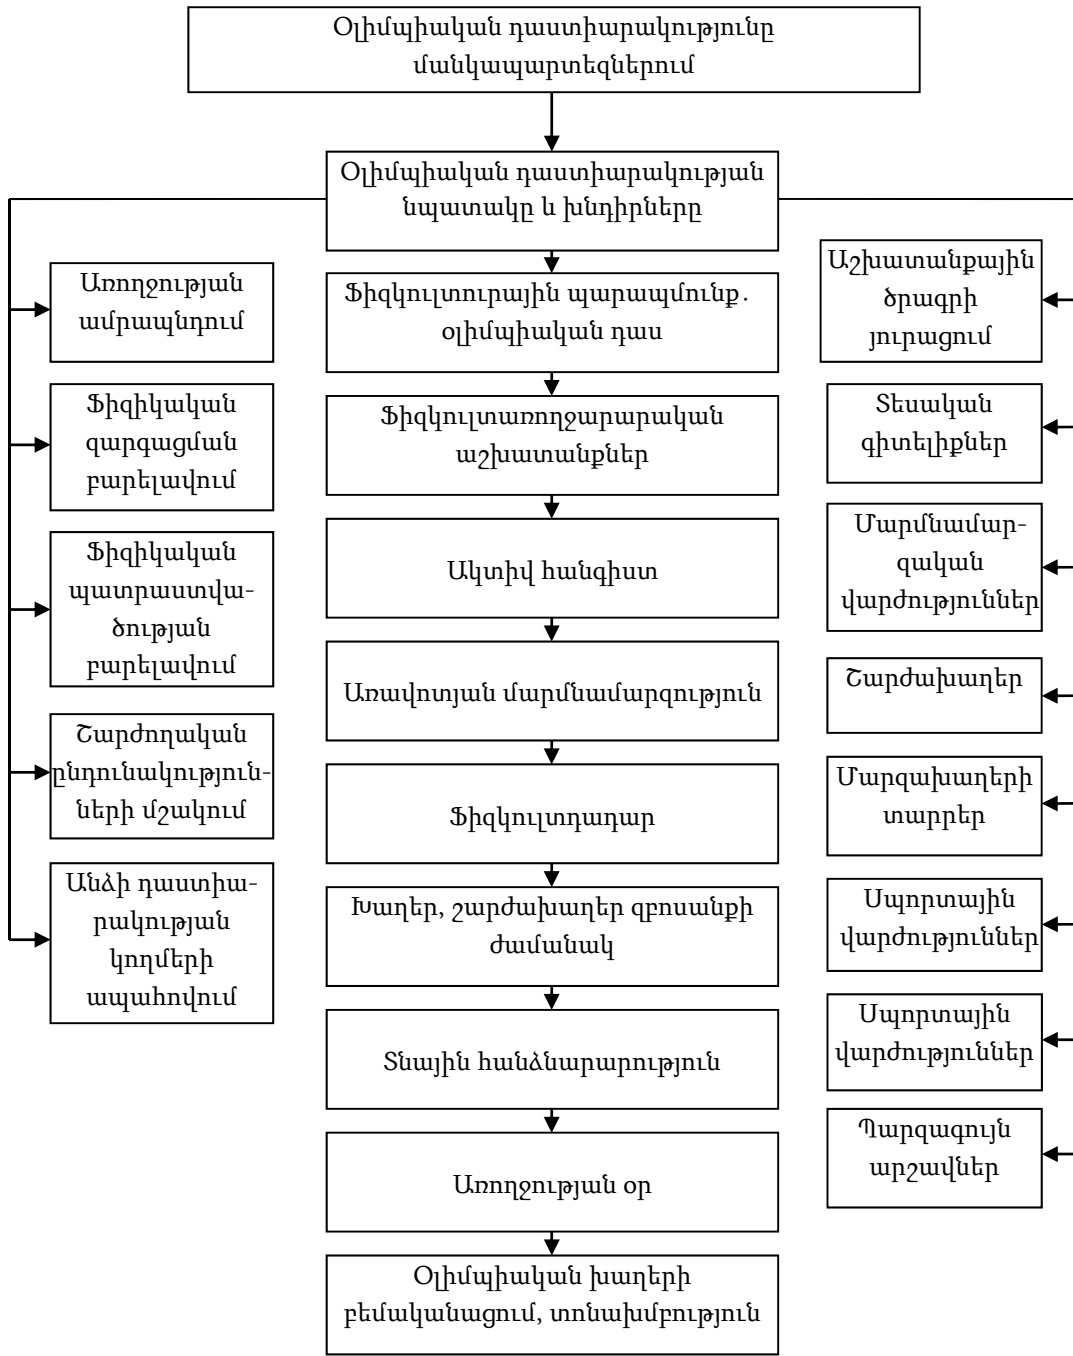 Օլիմպիական դաստիարակությունը
մանկապարտեզներում
Օլիմպիական դաստիարակության
նպատակը և խնդիրները
Առողջության
ամրապնդում
Ֆիզիկական
զարգացման
բարելավում
Ֆիզիկական
պատրաստվա-
ծության
բարելավում
Շարժողական
ընդունակություն-
ների մշակում
Անձի դաստիա-
րակության
կողմերի
ապահովում
Ֆիզկուլտուրային պարապմունք.
օլիմպիական դաս
Ֆիզկուլտառողջարարական
աշխատանքներ
Ակտիվ հանգիստ
Առավոտյան մարմնամարզություն
Ֆիզկուլտդադար
Խաղեր, շարժախաղեր զբոսանքի
ժամանակ
Տնային հանձնարարություն
Առողջության օր
Օլիմպիական խաղերի
բեմականացում, տոնախմբություն
Աշխատանքային
ծրագրի
յուրացում
Տեսական
գիտելիքներ
Մարմնամար-
զական
վարժություններ
Շարժախաղեր
Մարզախաղերի
տարրեր
Սպորտային
վարժություններ
Սպորտային
վարժություններ
Պարզագույն
արշավներ